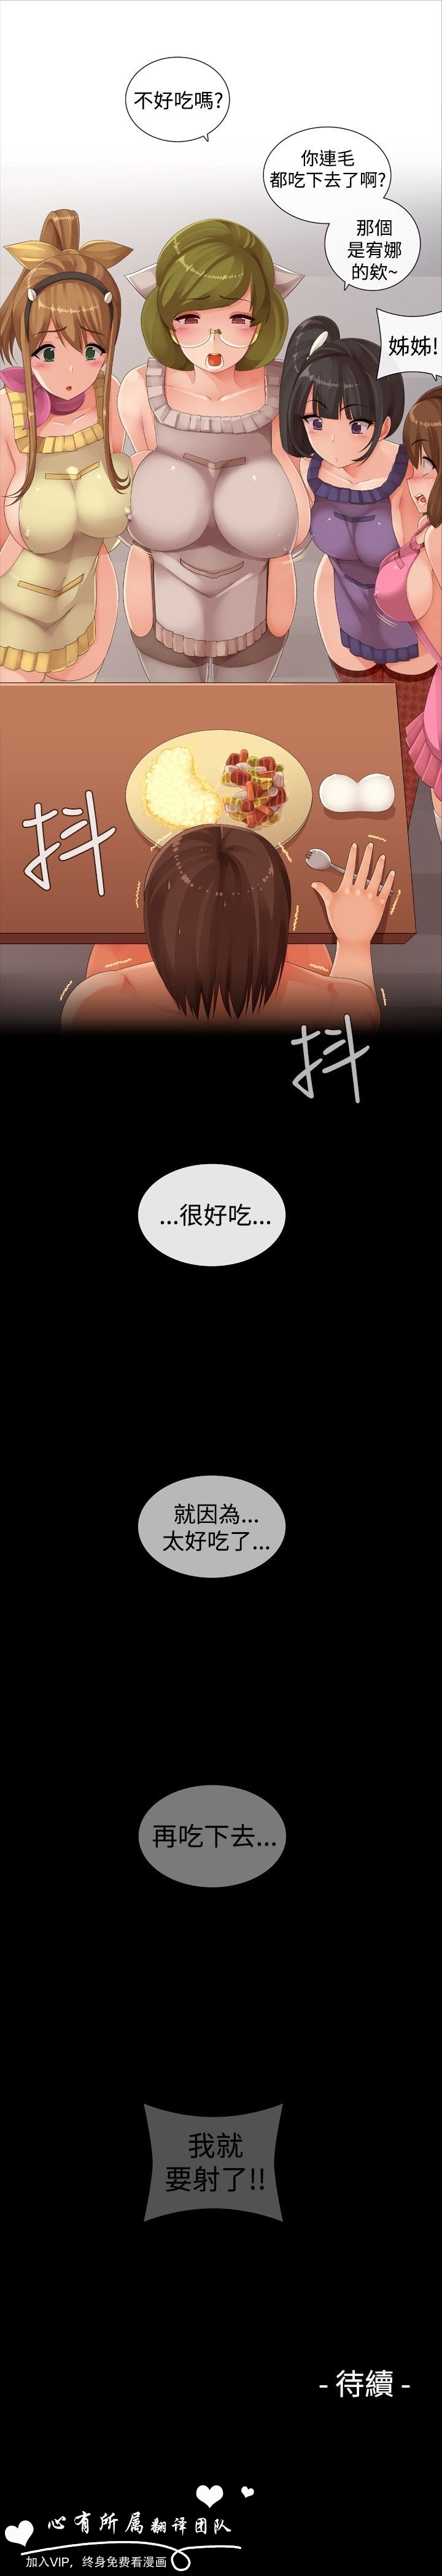 不好吃嗎?
你連毛
都吃下去了啊?
那個
是宥娜
的欸~
姊姊!
抖
抖
...很好吃...
就因為...
太好吃了...
再吃下去...
我就
要射了!!
- 待續 -
心有所属翻译团队
加入VIP，终身免费看漫画